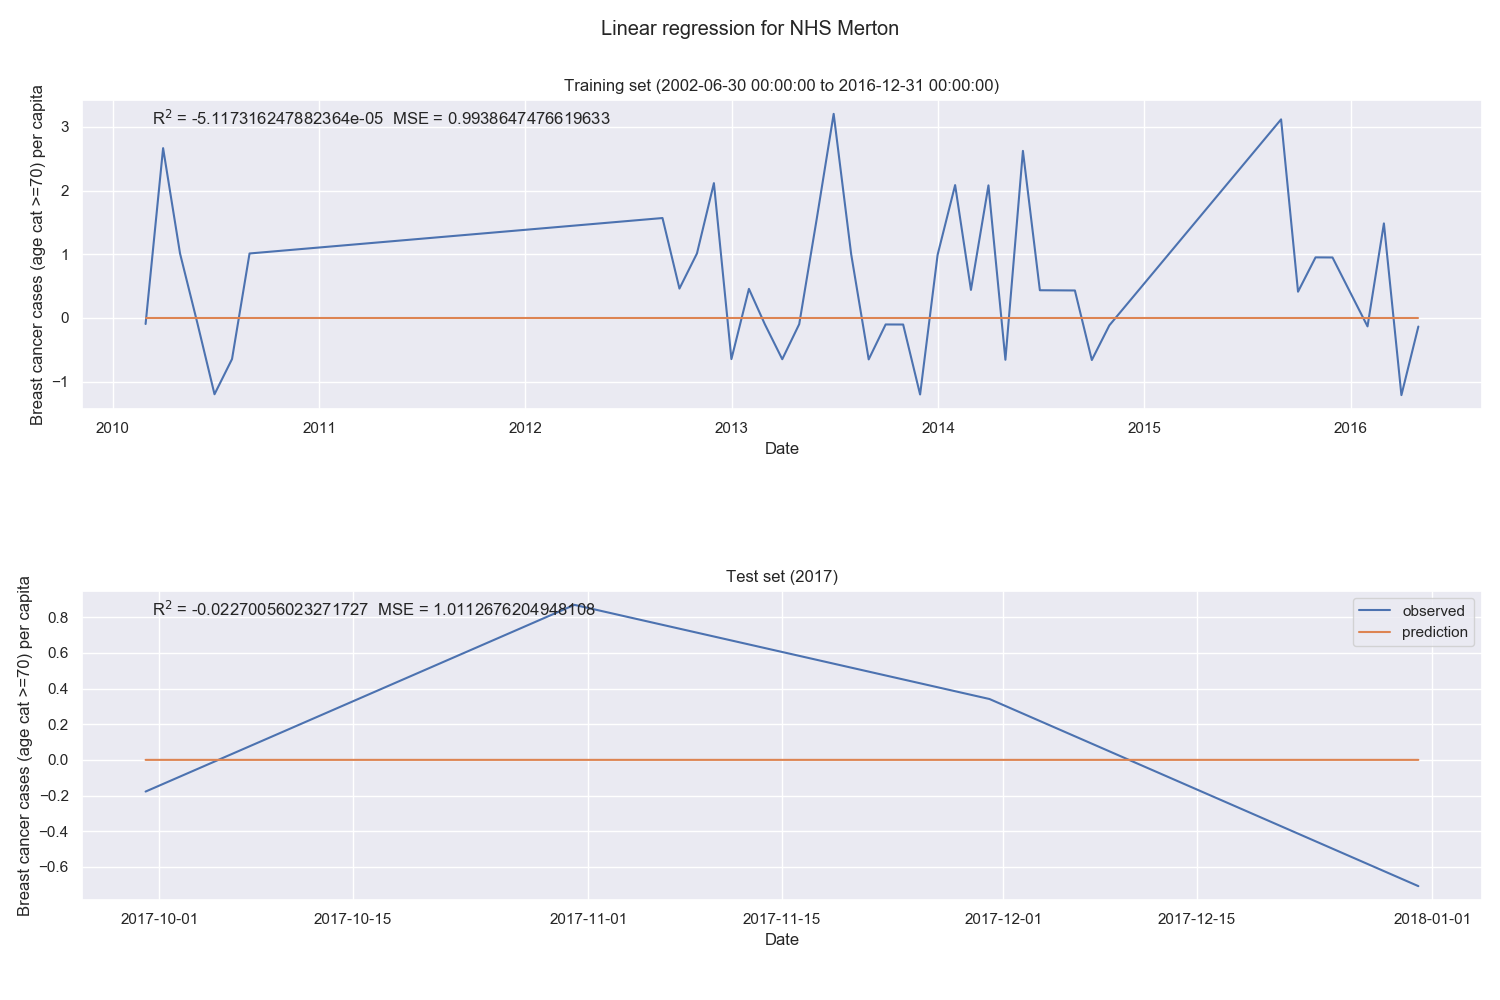 Linear regression for NHS Merton
Training set (2002-06-30 00:00:00 to 2016-12-31 00:00:00)
R² = -5.117316247882364e-05 MSE = 0.9938647476619633
Breast cancer cases (age cat >=70) per capita
3
2
1
0
−1
2010 2011 2012 2013 2014 2015 2016
Date
Test set (2017)
R² = -0.02270056023271727 MSE = 1.0112676204948108
observed
prediction
Breast cancer cases (age cat >=70) per capita
0.8
0.6
0.4
0.2
0.0
−0.2
−0.4
−0.6
2017-10-01 2017-10-15 2017-11-01 2017-11-15 2017-12-01 2017-12-15 2018-01-01
Date